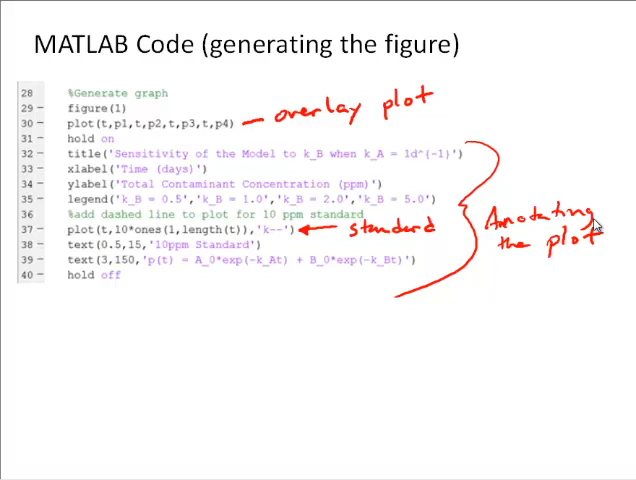 MATLAB Code (generating the figure)
28 %Generate graph
29 – figure(1)
30 – plot(t,p1,t,p2,t,p3,t,p4) – overlay plot
31 – hold on
32 – title('Sensitivity of the Model to k_B when k_A = 1d^{-1}')
33 – xlabel('Time (days)')
34 – ylabel('Total Contaminant Concentration (ppm)')
35 – legend('k_B = 0.5','k_B = 1.0','k_B = 2.0','k_B = 5.0')
36 %add dashed line to plot for 10 ppm standard
37 – plot(t,10*ones(1,length(t)),'k--') ← standard
38 – text(0.5,15,'10ppm Standard')
39 – text(3,150,'p(t) = A_0*exp(-k_At) + B_0*exp(-k_Bt)')
40 – hold off
Annotating
the plot